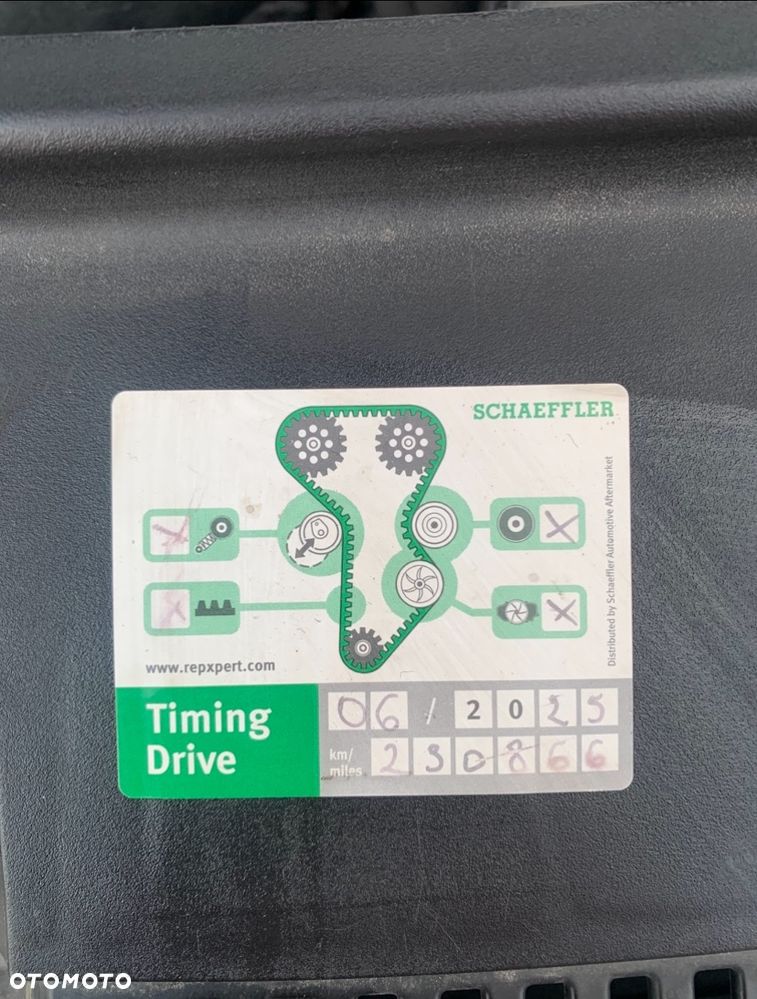 SCHAEFFLER
Distributed by Schaeffler Automotive Aftermarket
www.repxpert.com
Timing
Drive
06 / 2025
km/
miles
230866
OTOMOTO